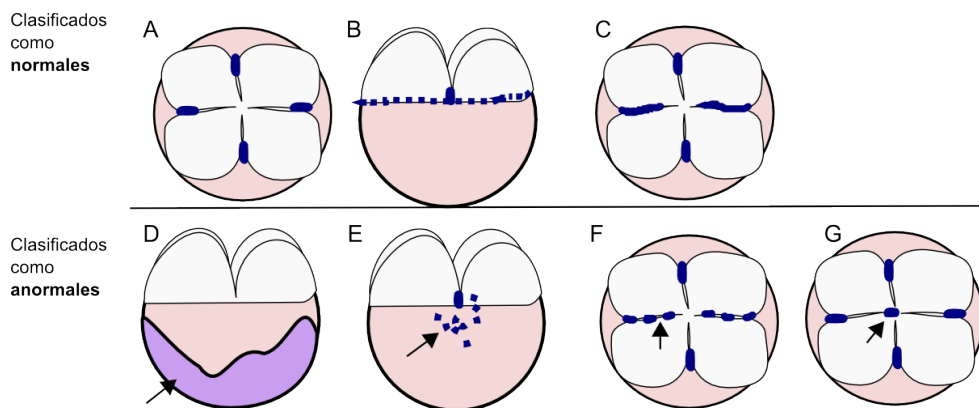 Clasificados
como
normales
A
B
C
Clasificados
como
anormales
D
E
F
G